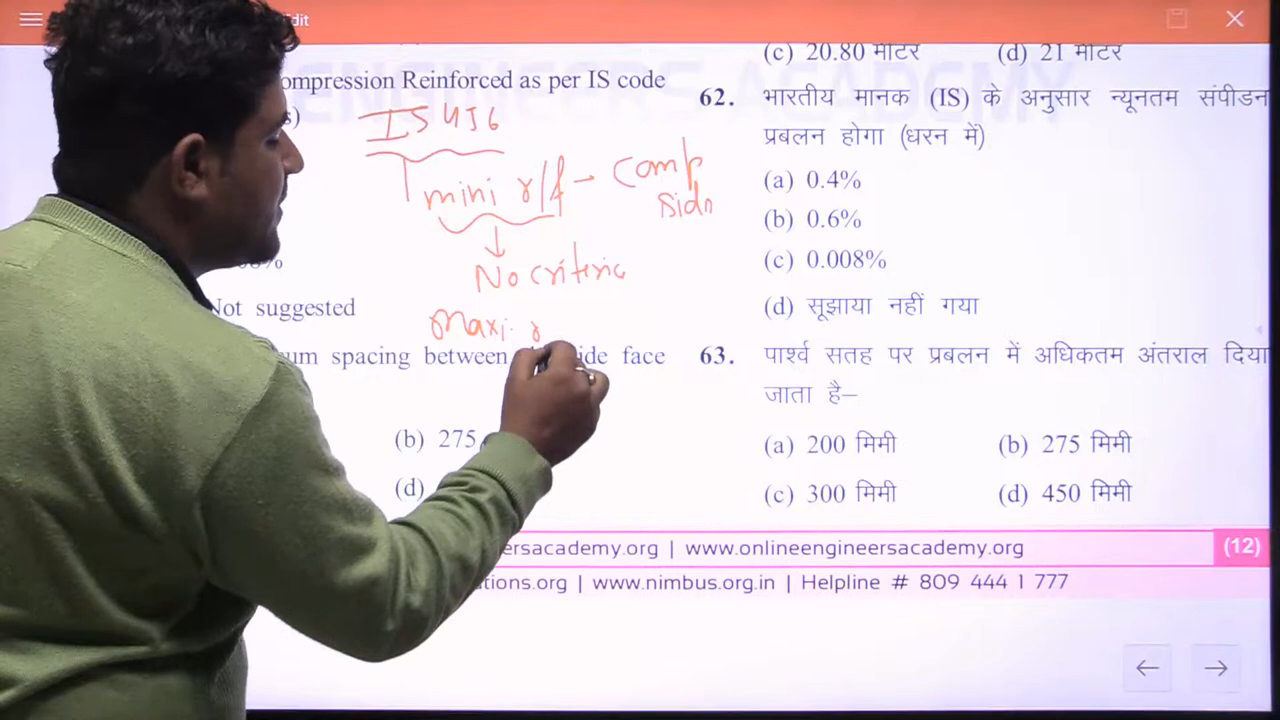 dit
ompression Reinforced as per IS code
s)
IS 456
mini r/f - comp
side
No criteria
Not suggested
Maxi. r
um spacing between
ide face
(b) 275
(d)
(c) 20.80 मीटर (d) 21 मीटर
62. भारतीय मानक (IS) के अनुसार न्यूनतम संपीडन
प्रबलन होगा (धरन में)
(a) 0.4%
(b) 0.6%
(c) 0.008%
(d) सूझाया नहीं गया
63. पार्श्व सतह पर प्रबलन में अधिकतम अंतराल दिया
जाता है–
(a) 200 मिमी (b) 275 मिमी
(c) 300 मिमी (d) 450 मिमी
ersacademy.org | www.onlineengineersacademy.org (12)
ations.org | www.nimbus.org.in | Helpline # 809 444 1 777